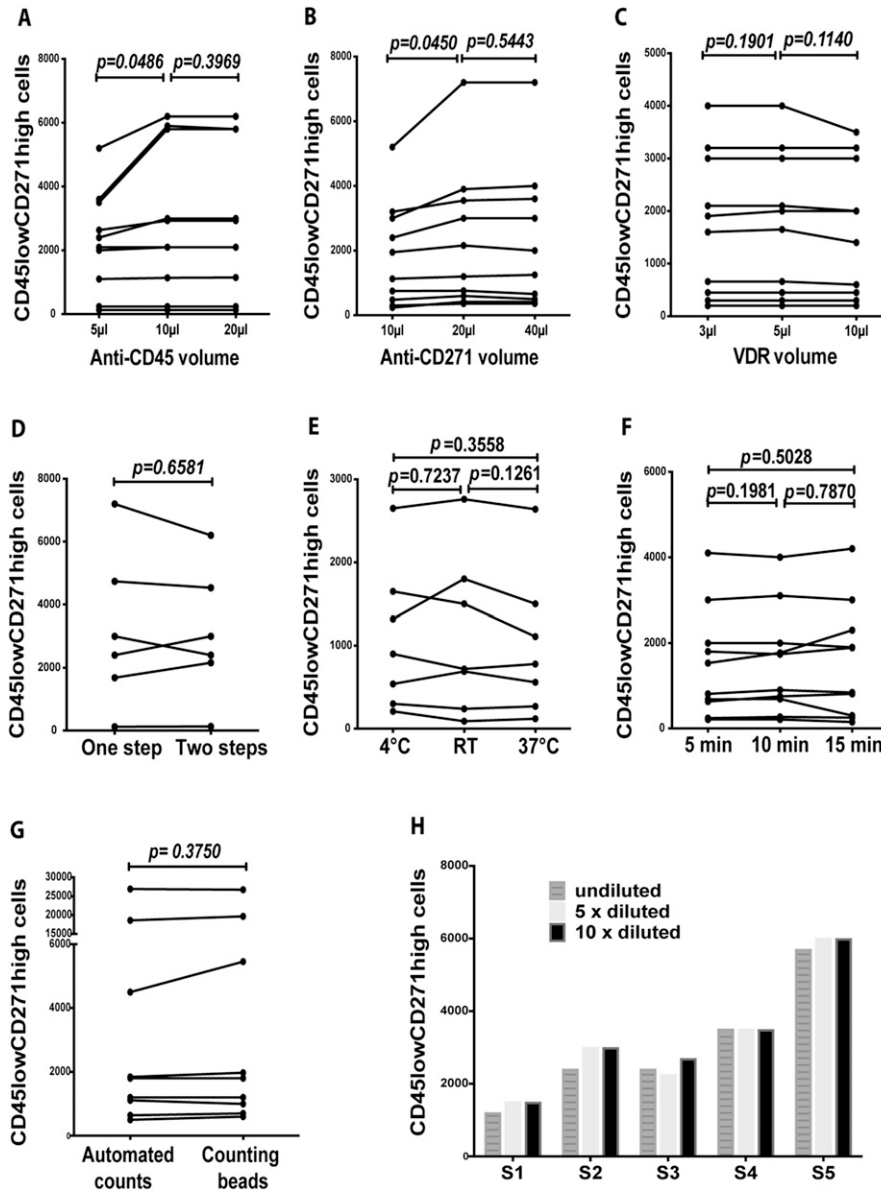 A
B
C
p=0.0486 p=0.3969
p=0.0450 p=0.5443
p=0.1901 p=0.1140
CD45lowCD271high cells
8000
6000
4000
2000
0
5µl 10µl 20µl
Anti-CD45 volume
CD45lowCD271high cells
8000
6000
4000
2000
0
10µl 20µl 40µl
Anti-CD271 volume
CD45lowCD271high cells
5000
4000
3000
2000
1000
0
3µl 5µl 10µl
VDR volume
D
E
F
p=0.6581
CD45lowCD271high cells
8000
6000
4000
2000
0
One step Two steps
p=0.3558
p=0.7237 p=0.1261
CD45lowCD271high cells
3000
2000
1000
0
4°C RT 37°C
p=0.5028
p=0.1981 p=0.7870
CD45lowCD271high cells
6000
4000
2000
0
5 min 10 min 15 min
G
H
p= 0.3750
CD45lowCD271high cells
30000
25000
20000
15000
6000
4000
2000
0
Automated counts
Counting beads
CD45lowCD271high cells
8000
6000
4000
2000
0
undiluted
5 x diluted
10 x diluted
S1 S2 S3 S4 S5